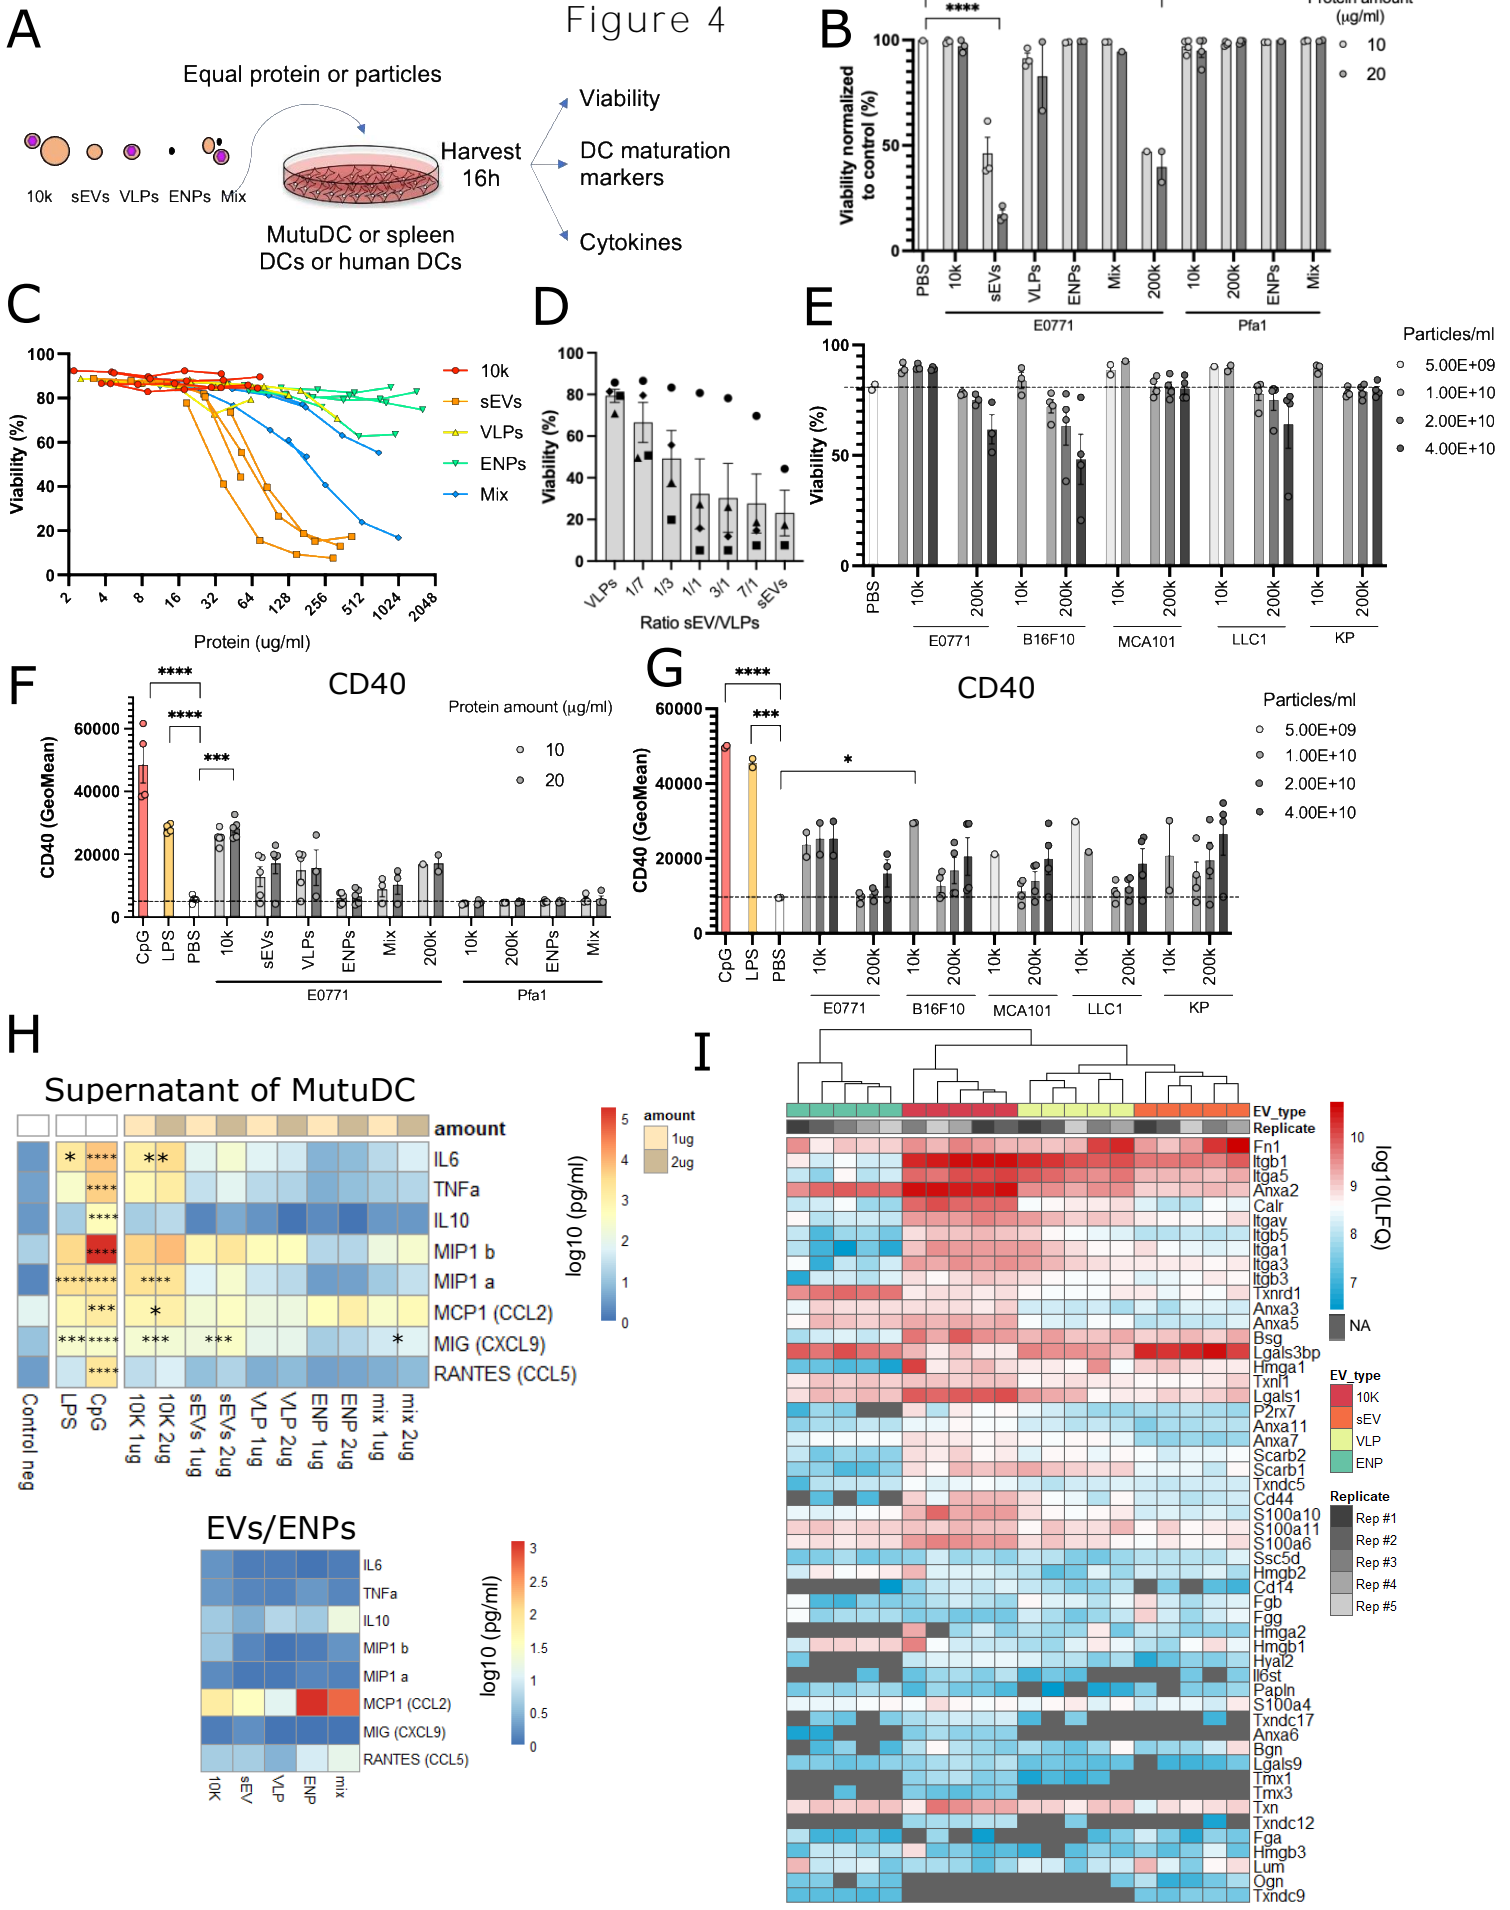 Figure 4
A
Equal protein or particles
10k sEVs VLPs ENPs Mix
Harvest
16h
MutuDC or spleen
DCs or human DCs
Viability
DC maturation
markers
Cytokines
B
****
Protein amount
(µg/ml)
10
20
Viability normalized
to control (%)
100
50
0
PBS 10k sEVs VLPs ENPs Mix 200k 10k 200k ENPs Mix
E0771 Pfa1
C
Viability (%)
100
80
60
40
20
0
2 4 8 16 32 64 128 256 512 1024 2048
Protein (ug/ml)
10k
sEVs
VLPs
ENPs
Mix
D
Viability (%)
100
80
60
40
20
0
VLPs 1/7 1/3 1/1 3/1 7/1 sEVs
Ratio sEV/VLPs
E
Viability (%)
100
50
0
PBS 10k 200k 10k 200k 10k 200k 10k 200k 10k 200k
E0771 B16F10 MCA101 LLC1 KP
Particles/ml
5.00E+09
1.00E+10
2.00E+10
4.00E+10
F
CD40
****
****
***
Protein amount (µg/ml)
10
20
CD40 (GeoMean)
60000
40000
20000
0
CpG LPS PBS 10k sEVs VLPs ENPs Mix 200k 10k 200k ENPs Mix
E0771 Pfa1
G
CD40
****
***
*
Particles/ml
5.00E+09
1.00E+10
2.00E+10
4.00E+10
CD40 (GeoMean)
60000
40000
20000
0
CpG LPS PBS 10k 200k 10k 200k 10k 200k 10k 200k 10k 200k
E0771 B16F10 MCA101 LLC1 KP
H
Supernatant of MutuDC
amount
* **** ** IL6
**** TNFa
**** IL10
**** MIP1 b
**** **** **** MIP1 a
*** * MCP1 (CCL2)
*** **** *** *** * MIG (CXCL9)
**** RANTES (CCL5)
Control neg LPS CpG 10K 1ug 10K 2ug sEVs 1ug sEVs 2ug VLP 1ug VLP 2ug ENP 1ug ENP 2ug mix 1ug mix 2ug
log10 (pg/ml)
5
4
3
2
1
0
amount
1ug
2ug
EVs/ENPs
IL6
TNFa
IL10
MIP1 b
MIP1 a
MCP1 (CCL2)
MIG (CXCL9)
RANTES (CCL5)
10K sEV VLP ENP mix
log10 (pg/ml)
3
2.5
2
1.5
1
0.5
0
I
EV_type
Replicate
Fn1
Itgb1
Itga5
Anxa2
Calr
Itgav
Itgb5
Itga1
Itga3
Itgb3
Txnrd1
Anxa3
Anxa5
Bsg
Lgals3bp
Hmga1
Txnl1
Lgals1
P2rx7
Anxa11
Anxa7
Scarb2
Scarb1
Txndc5
Cd44
S100a10
S100a11
S100a6
Ssc5d
Hmgb2
Cd14
Fgb
Fgg
Hmga2
Hmgb1
Hyal2
Il6st
Papln
S100a4
Txndc17
Anxa6
Bgn
Lgals9
Tmx1
Tmx3
Txn
Txndc12
Fga
Hmgb3
Lum
Ogn
Txndc9
log10(LFQ)
10
9
8
7
NA
EV_type
10K
sEV
VLP
ENP
Replicate
Rep #1
Rep #2
Rep #3
Rep #4
Rep #5